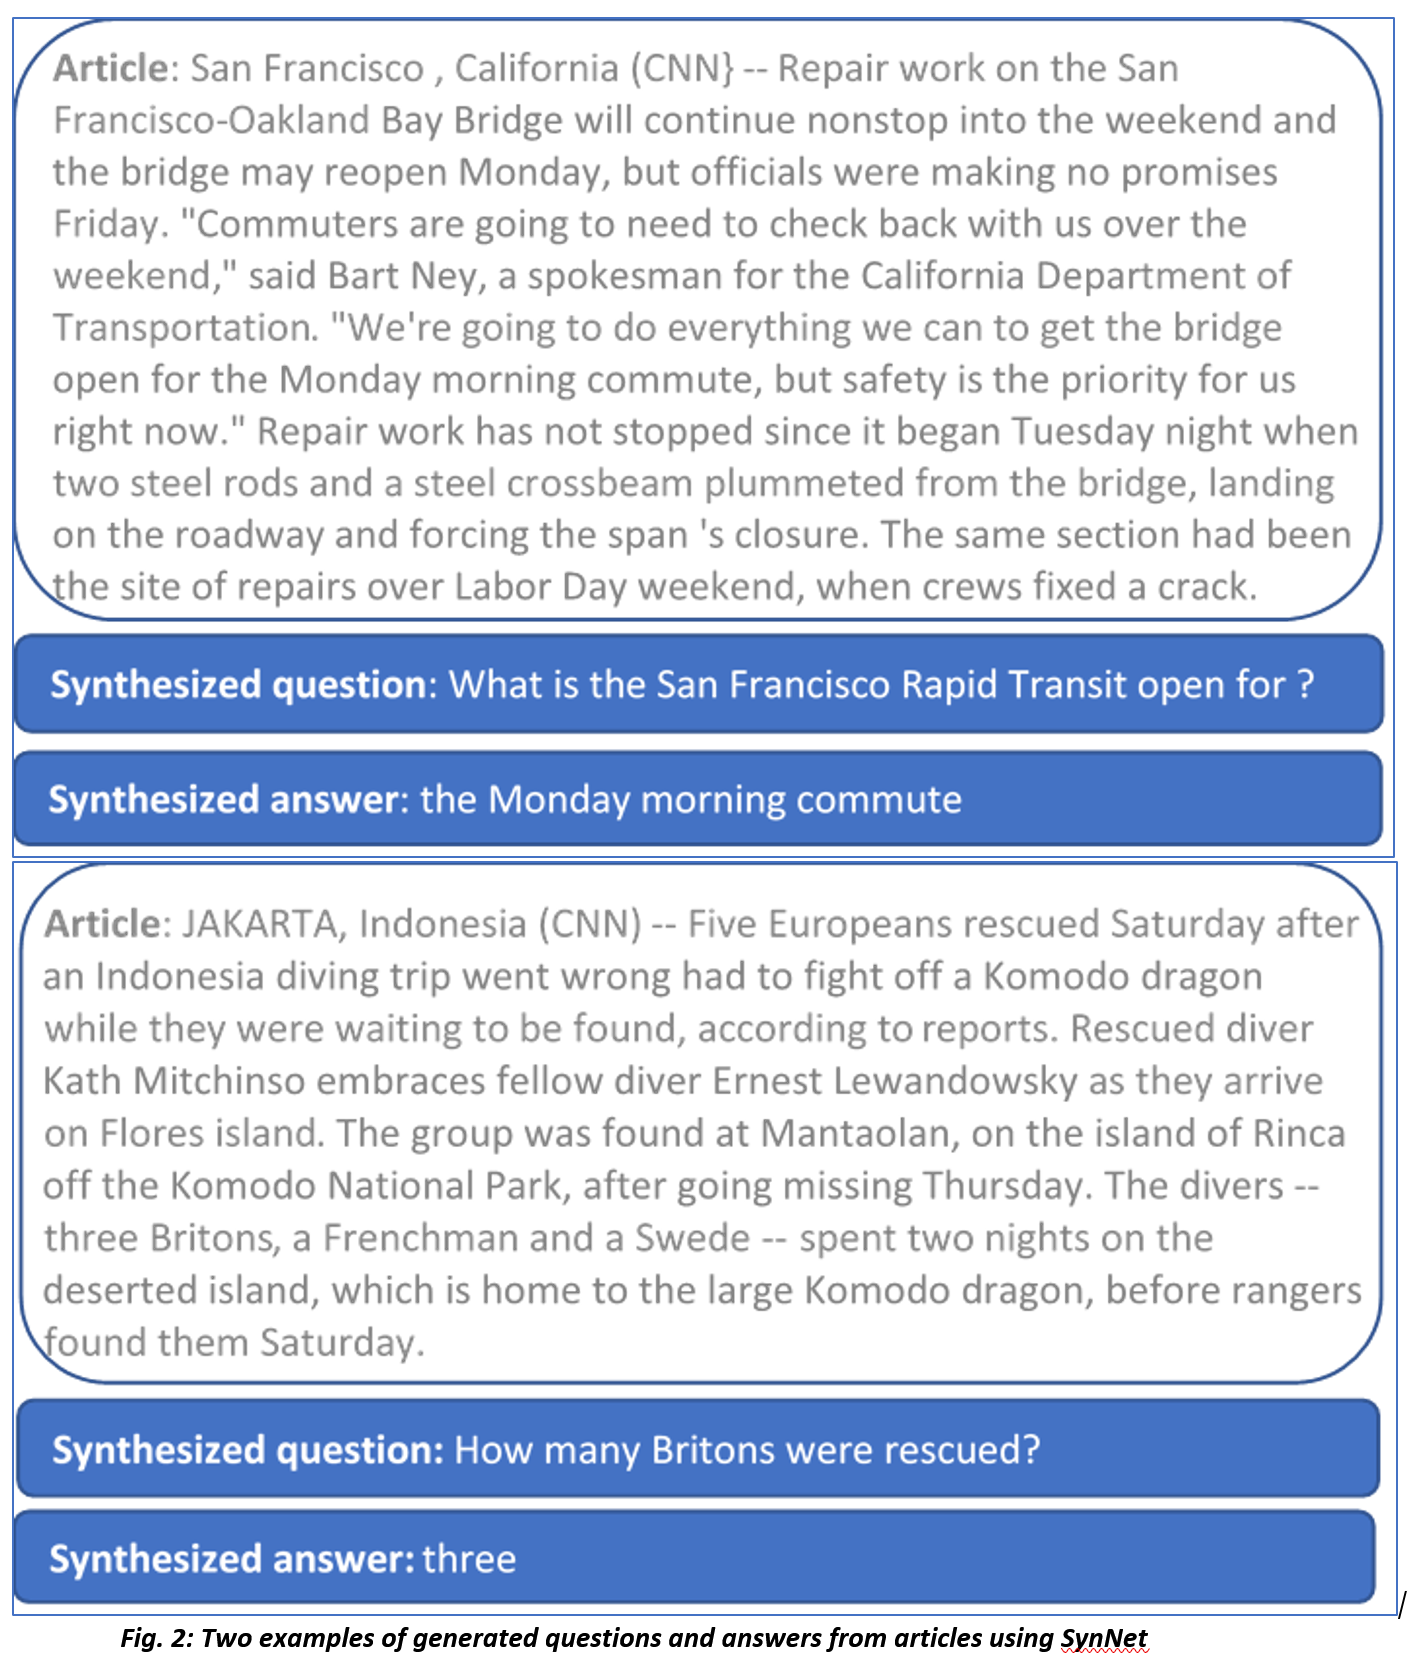 Article: San Francisco , California (CNN} -- Repair work on the San
Francisco-Oakland Bay Bridge will continue nonstop into the weekend and
the bridge may reopen Monday, but officials were making no promises
Friday. "Commuters are going to need to check back with us over the
weekend," said Bart Ney, a spokesman for the California Department of
Transportation. "We're going to do everything we can to get the bridge
open for the Monday morning commute, but safety is the priority for us
right now." Repair work has not stopped since it began Tuesday night when
two steel rods and a steel crossbeam plummeted from the bridge, landing
on the roadway and forcing the span 's closure. The same section had been
the site of repairs over Labor Day weekend, when crews fixed a crack.
Synthesized question: What is the San Francisco Rapid Transit open for ?
Synthesized answer: the Monday morning commute
Article: JAKARTA, Indonesia (CNN) -- Five Europeans rescued Saturday after
an Indonesia diving trip went wrong had to fight off a Komodo dragon
while they were waiting to be found, according to reports. Rescued diver
Kath Mitchinso embraces fellow diver Ernest Lewandowsky as they arrive
on Flores island. The group was found at Mantaolan, on the island of Rinca
off the Komodo National Park, after going missing Thursday. The divers --
three Britons, a Frenchman and a Swede -- spent two nights on the
deserted island, which is home to the large Komodo dragon, before rangers
found them Saturday.
Synthesized question: How many Britons were rescued?
Synthesized answer: three
/
Fig. 2: Two examples of generated questions and answers from articles using SynNet